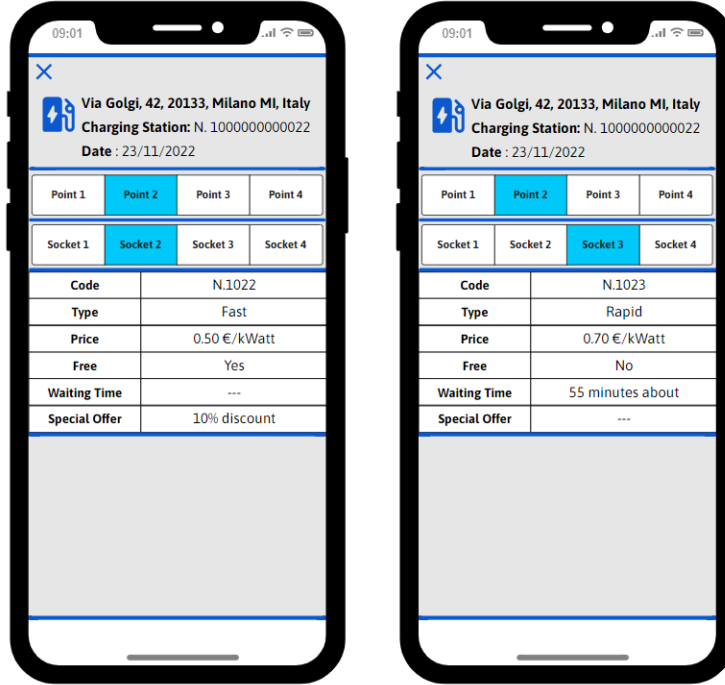 09:01
Via Golgi, 42, 20133, Milano MI, Italy
Charging Station: N. 1000000000022
Date : 23/11/2022
Point 1 Point 2 Point 3 Point 4
Socket 1 Socket 2 Socket 3 Socket 4
Code N.1022
Type Fast
Price 0.50 €/kWatt
Free Yes
Waiting Time ---
Special Offer 10% discount
09:01
Via Golgi, 42, 20133, Milano MI, Italy
Charging Station: N. 1000000000022
Date : 23/11/2022
Point 1 Point 2 Point 3 Point 4
Socket 1 Socket 2 Socket 3 Socket 4
Code N.1023
Type Rapid
Price 0.70 €/kWatt
Free No
Waiting Time 55 minutes about
Special Offer ---